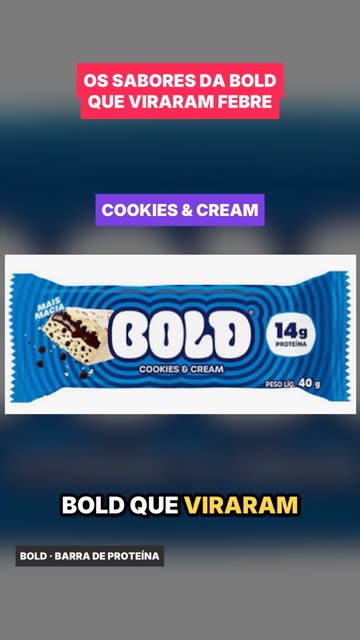 OS SABORES DA BOLD
QUE VIRARAM FEBRE
COOKIES & CREAM
MAIS
MACIA
BOLD®
14g
PROTEÍNA
COOKIES & CREAM
PESO LÍQ. 40 g
BOLD QUE VIRARAM
BOLD · BARRA DE PROTEÍNA